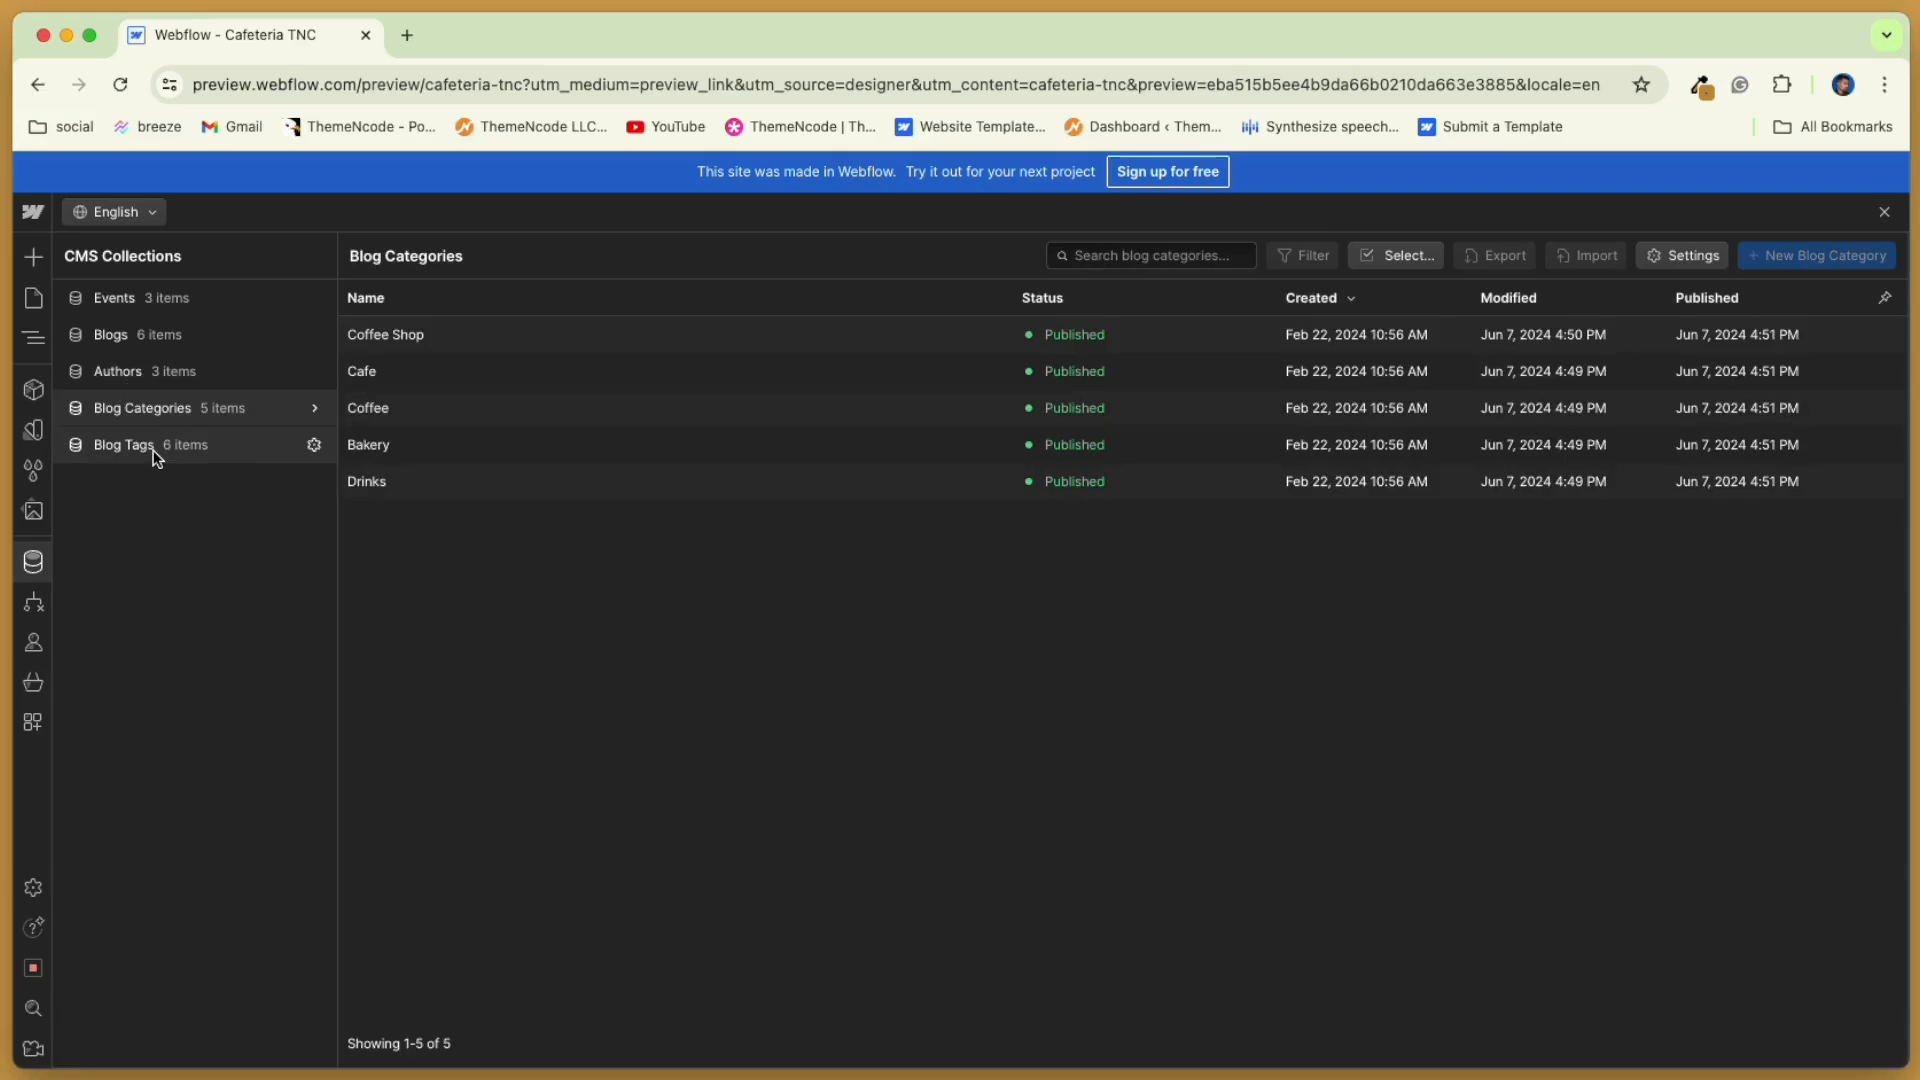 Webflow - Cafeteria TNC
preview.webflow.com/preview/cafeteria-tnc?utm_medium=preview_link&utm_source=designer&utm_content=cafeteria-tnc&preview=eba515b5ee4b9da66b0210da663e3885&locale=en
social breeze Gmail ThemeNcode - Po... ThemeNcode LLC... YouTube ThemeNcode | Th... Website Template... Dashboard ‹ Them... Synthesize speech... Submit a Template All Bookmarks
This site was made in Webflow. Try it out for your next project Sign up for free
English
CMS Collections Blog Categories Search blog categories... Filter Select... Export Import Settings + New Blog Category
Events 3 items Name Status Created Modified Published
Blogs 6 items Coffee Shop Published Feb 22, 2024 10:56 AM Jun 7, 2024 4:50 PM Jun 7, 2024 4:51 PM
Authors 3 items Cafe Published Feb 22, 2024 10:56 AM Jun 7, 2024 4:49 PM Jun 7, 2024 4:51 PM
Blog Categories 5 items Coffee Published Feb 22, 2024 10:56 AM Jun 7, 2024 4:49 PM Jun 7, 2024 4:51 PM
Blog Tags 6 items Bakery Published Feb 22, 2024 10:56 AM Jun 7, 2024 4:49 PM Jun 7, 2024 4:51 PM
Drinks Published Feb 22, 2024 10:56 AM Jun 7, 2024 4:49 PM Jun 7, 2024 4:51 PM
Showing 1-5 of 5